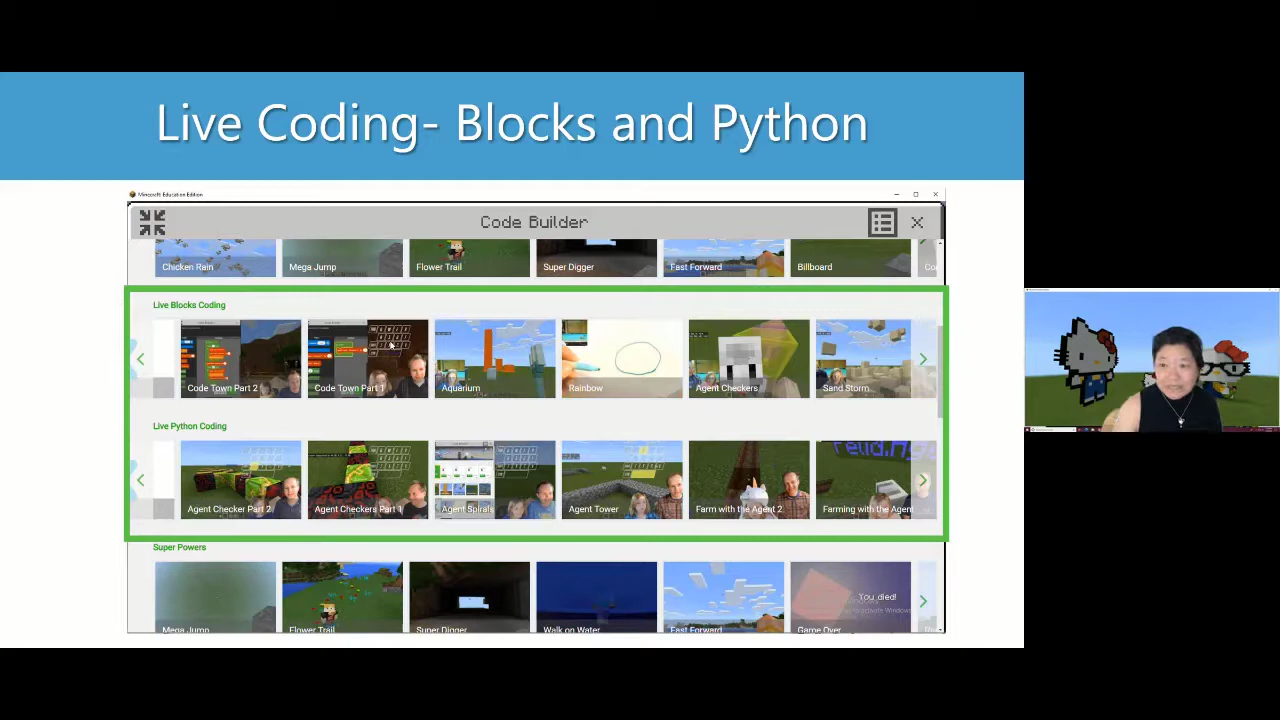 Live Coding- Blocks and Python
Minecraft: Education Edition
Code Builder
Chicken Rain
Mega Jump
Flower Trail
Super Digger
Fast Forward
Billboard
Live Blocks Coding
Code Town Part 2
Code Town Part 1
Aquarium
Rainbow
Agent Checkers
Sand Storm
Live Python Coding
Agent Checker Part 2
Agent Checkers Part 1
Agent Spirals
Agent Tower
Farm with the Agent 2
Farming with the Agent
Super Powers
You died!
to activate Windows
Mega Jump
Flower Trail
Super Digger
Walk on Water
Fast Forward
Game Over